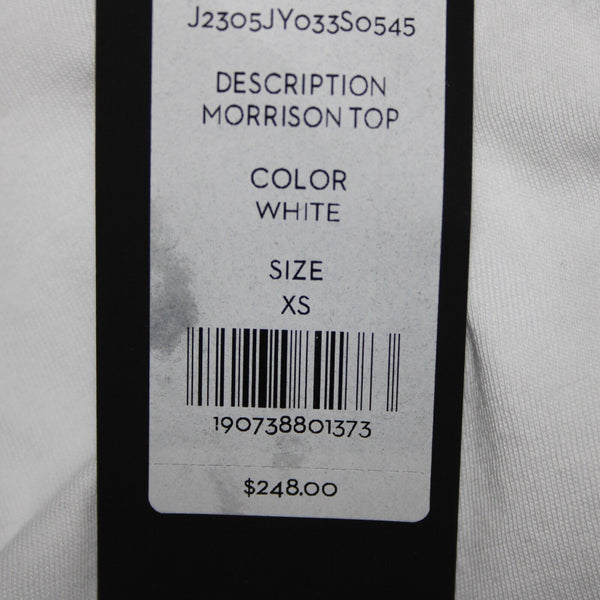 J2305JY033S0545
DESCRIPTION
MORRISON TOP
COLOR
WHITE
SIZE
XS
190738801373
$248.00